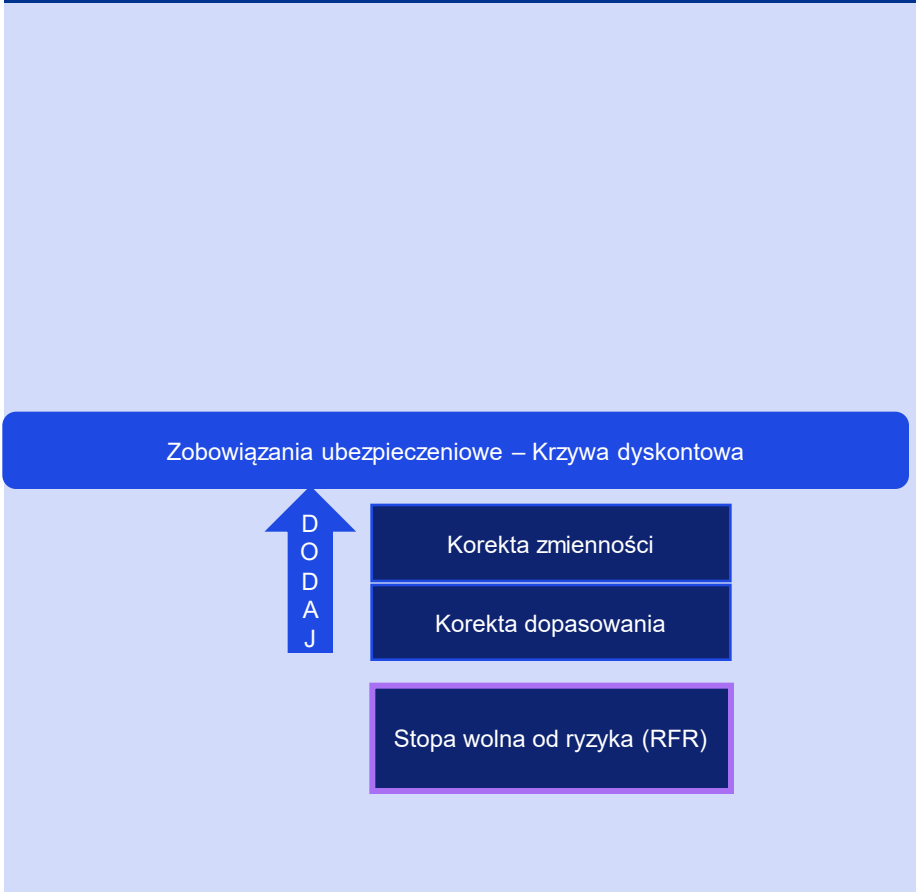 Zobowiązania ubezpieczeniowe – Krzywa dyskontowa
D
O
D
A
J
Korekta zmienności
Korekta dopasowania
Stopa wolna od ryzyka (RFR)